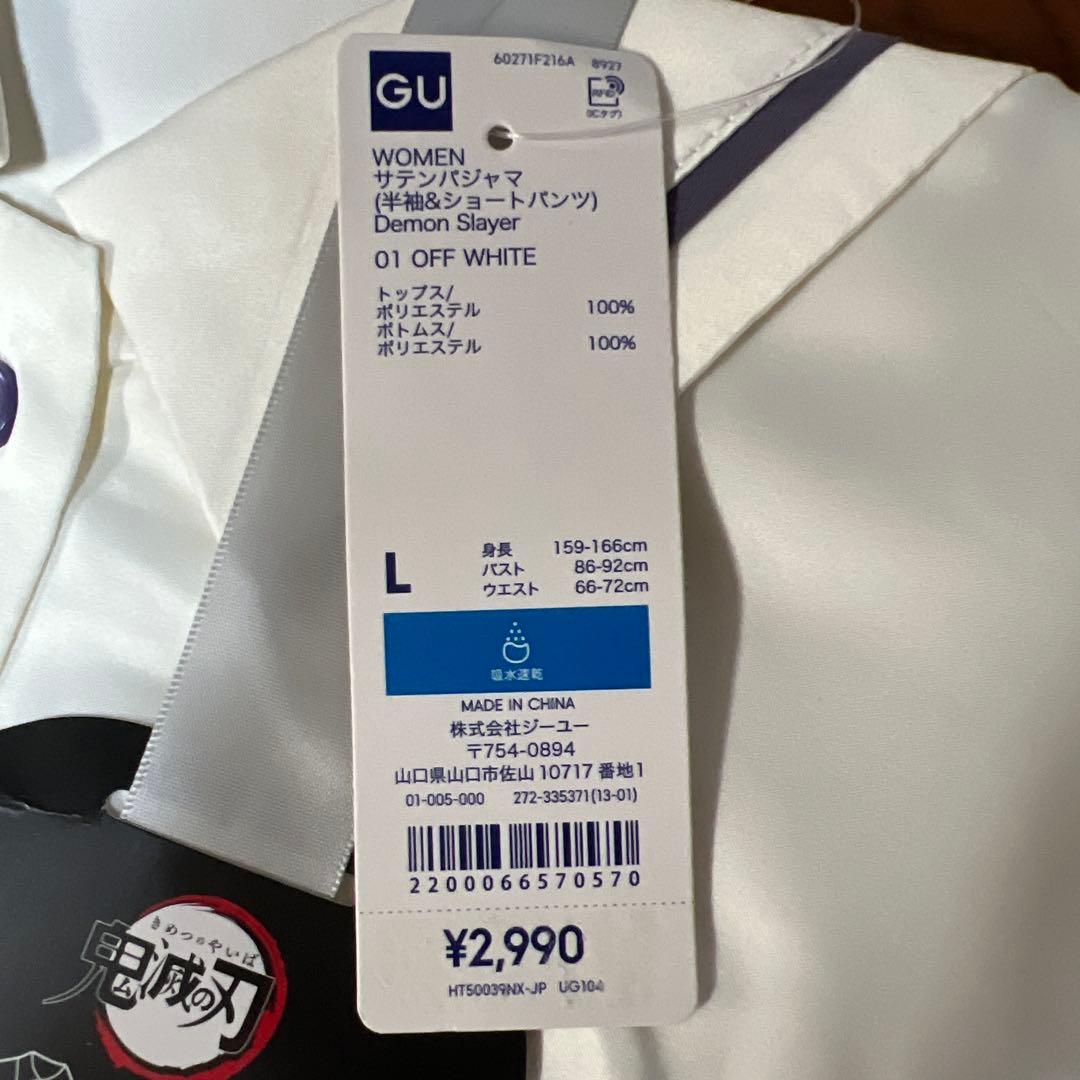 60271F216A 8927
GU
RFID
(ICタグ)
WOMEN
サテンパジャマ
(半袖&ショートパンツ)
Demon Slayer
01 OFF WHITE
トップス/
ポリエステル 100%
ボトムス/
ポリエステル 100%
L
身長 159-166cm
バスト 86-92cm
ウエスト 66-72cm
吸水速乾
MADE IN CHINA
株式会社ジーユー
〒754-0894
山口県山口市佐山10717番地1
01-005-000 272-335371(13-01)
2200066570570
¥2,990
HT50039NX-JP UG104
きめつのやいば
鬼滅の刃